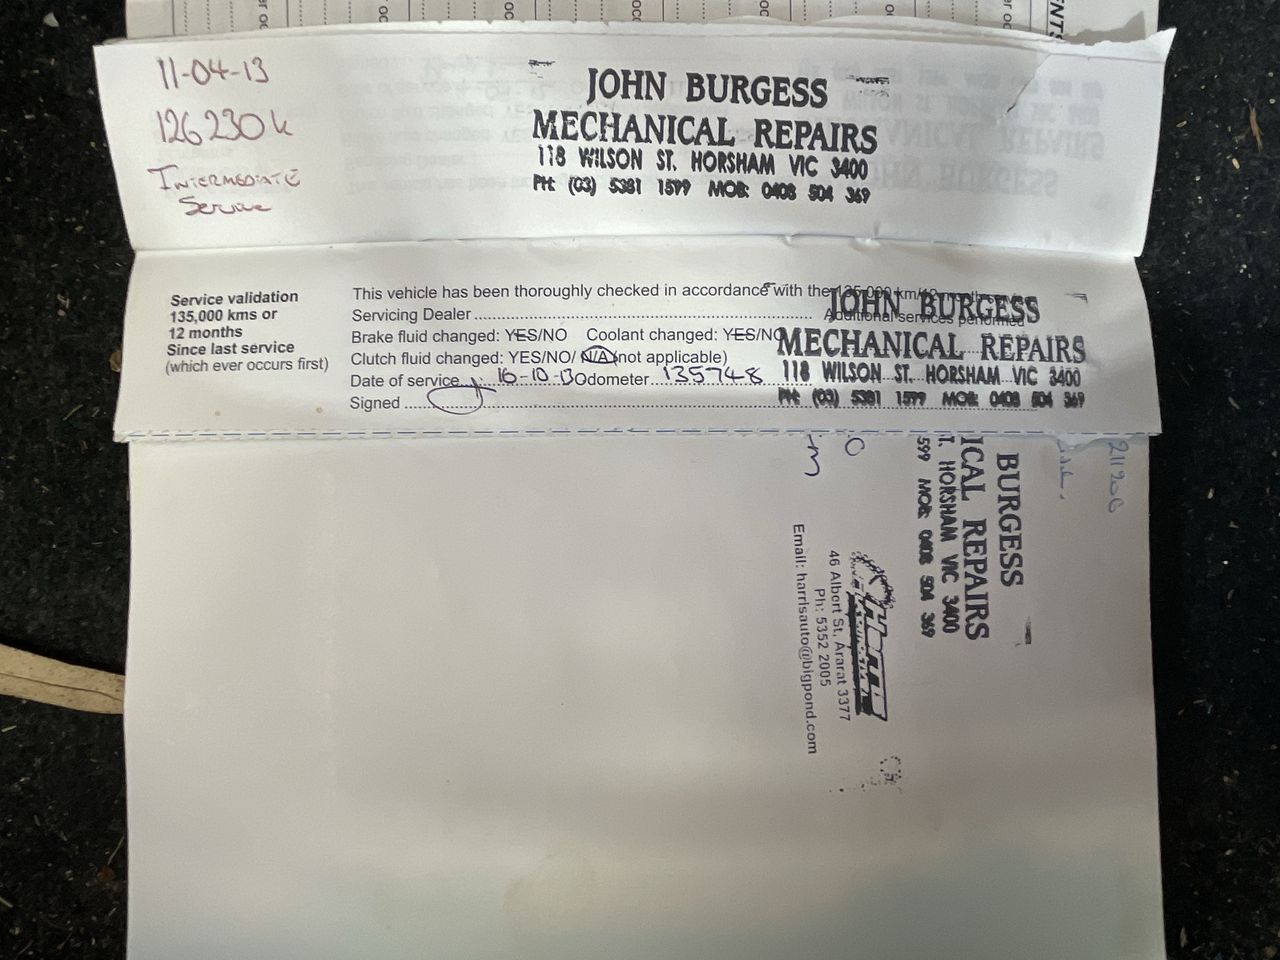 11-04-13
126230k
INTERMEDIATE
SERVICE
JOHN BURGESS
MECHANICAL REPAIRS
118 WILSON ST. HORSHAM VIC 3400
PH: (03) 5381 1599 MOB: 0408 504 369
Service validation
135,000 kms or
12 months
Since last service
(which ever occurs first)
This vehicle has been thoroughly checked in accordance with the 135,000 km/12 month
Servicing Dealer Additional services performed
Brake fluid changed: YES/NO Coolant changed: YES/NO
Clutch fluid changed: YES/NO/ N/A (not applicable)
Date of service 16-10-13 Odometer 135748
Signed
JOHN BURGESS
MECHANICAL REPAIRS
118 WILSON ST. HORSHAM VIC 3400
PH: (03) 5381 1599 MOB: 0408 504 369
BURGESS
ICAL REPAIRS
T. HORSHAM VIC 3400
599 MOB: 0408 504 369
46 Albert St, Ararat 3377
Ph: 5352 2005
Email: harrisauto@bigpond.com